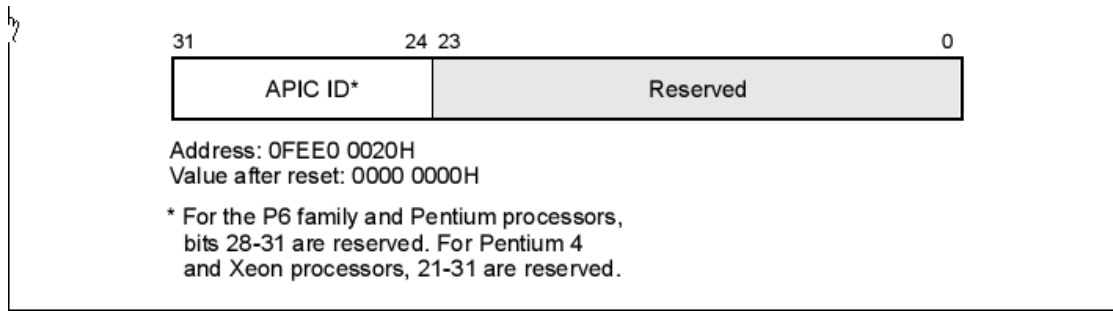 31 24 23 0
APIC ID* Reserved
Address: 0FEE0 0020H
Value after reset: 0000 0000H
* For the P6 family and Pentium processors,
bits 28-31 are reserved. For Pentium 4
and Xeon processors, 21-31 are reserved.